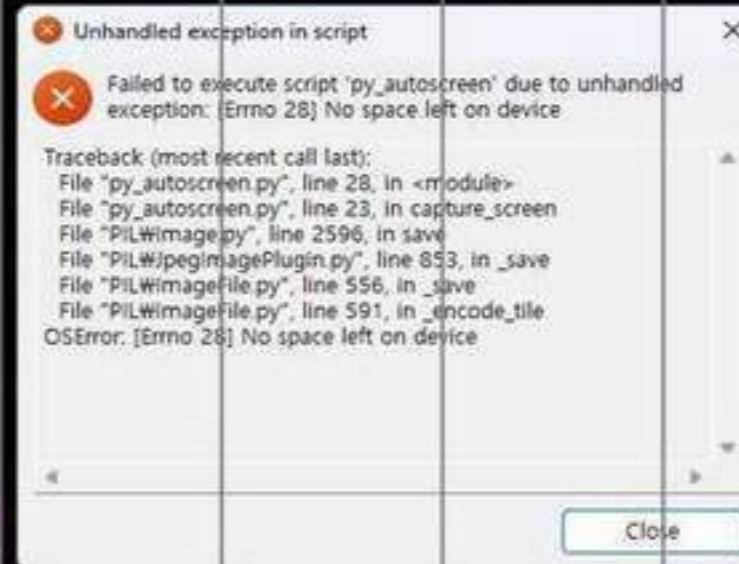 Unhandled exception in script
Failed to execute script 'py_autoscreen' due to unhandled
exception: [Errno 28] No space left on device
Traceback (most recent call last):
File "py_autoscreen.py", line 28, in <module>
File "py_autoscreen.py", line 23, in capture_screen
File "PIL₩Image.py", line 2596, in save
File "PIL₩JpegImagePlugin.py", line 853, in _save
File "PIL₩ImageFile.py", line 556, in _save
File "PIL₩ImageFile.py", line 591, in _encode_tile
OSError: [Errno 28] No space left on device
Close